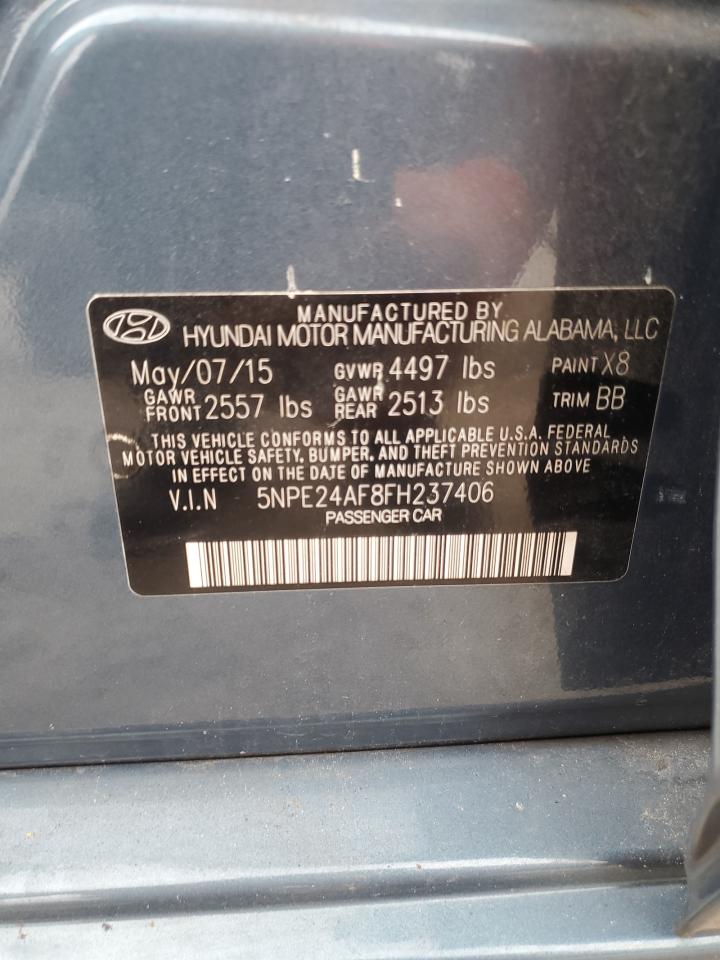 MANUFACTURED BY
HYUNDAI MOTOR MANUFACTURING ALABAMA, LLC
May/07/15 GVWR 4497 lbs PAINT X8
GAWR FRONT 2557 lbs GAWR REAR 2513 lbs TRIM BB
THIS VEHICLE CONFORMS TO ALL APPLICABLE U.S.A. FEDERAL
MOTOR VEHICLE SAFETY, BUMPER, AND THEFT PREVENTION STANDARDS
IN EFFECT ON THE DATE OF MANUFACTURE SHOWN ABOVE
V.I.N 5NPE24AF8FH237406
PASSENGER CAR